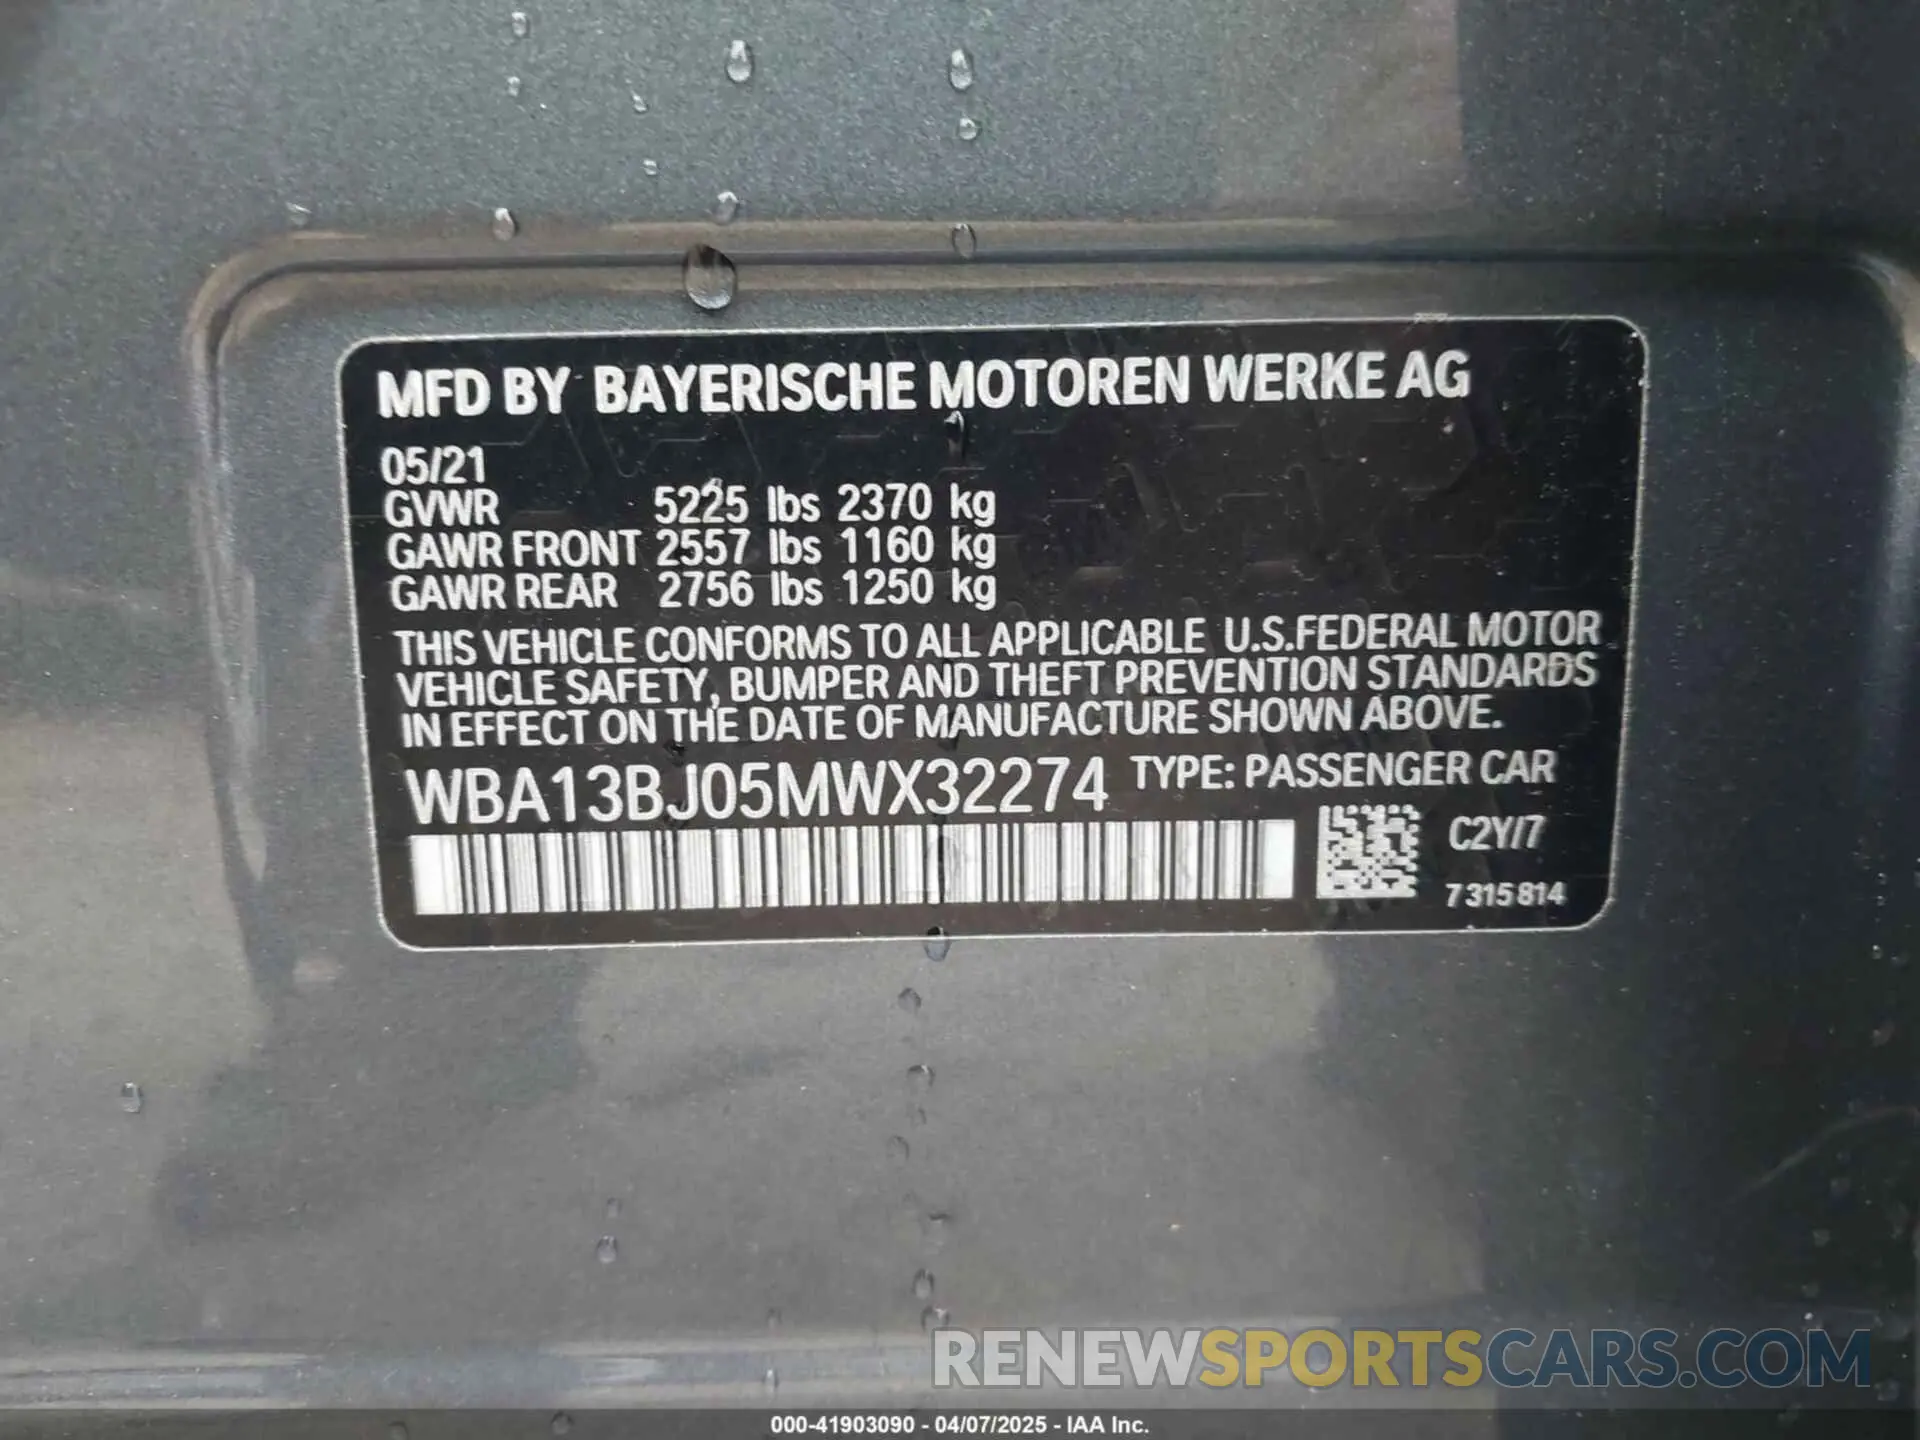 MFD BY BAYERISCHE MOTOREN WERKE AG
05/21
GVWR 5225 lbs 2370 kg
GAWR FRONT 2557 lbs 1160 kg
GAWR REAR 2756 lbs 1250 kg
THIS VEHICLE CONFORMS TO ALL APPLICABLE U.S.FEDERAL MOTOR
VEHICLE SAFETY, BUMPER AND THEFT PREVENTION STANDARDS
IN EFFECT ON THE DATE OF MANUFACTURE SHOWN ABOVE.
WBA13BJ05MWX32274 TYPE: PASSENGER CAR
C2Y/7
7 315 814
RENEWSPORTSCARS.COM
000-41903090 - 04/07/2025 - IAA Inc.